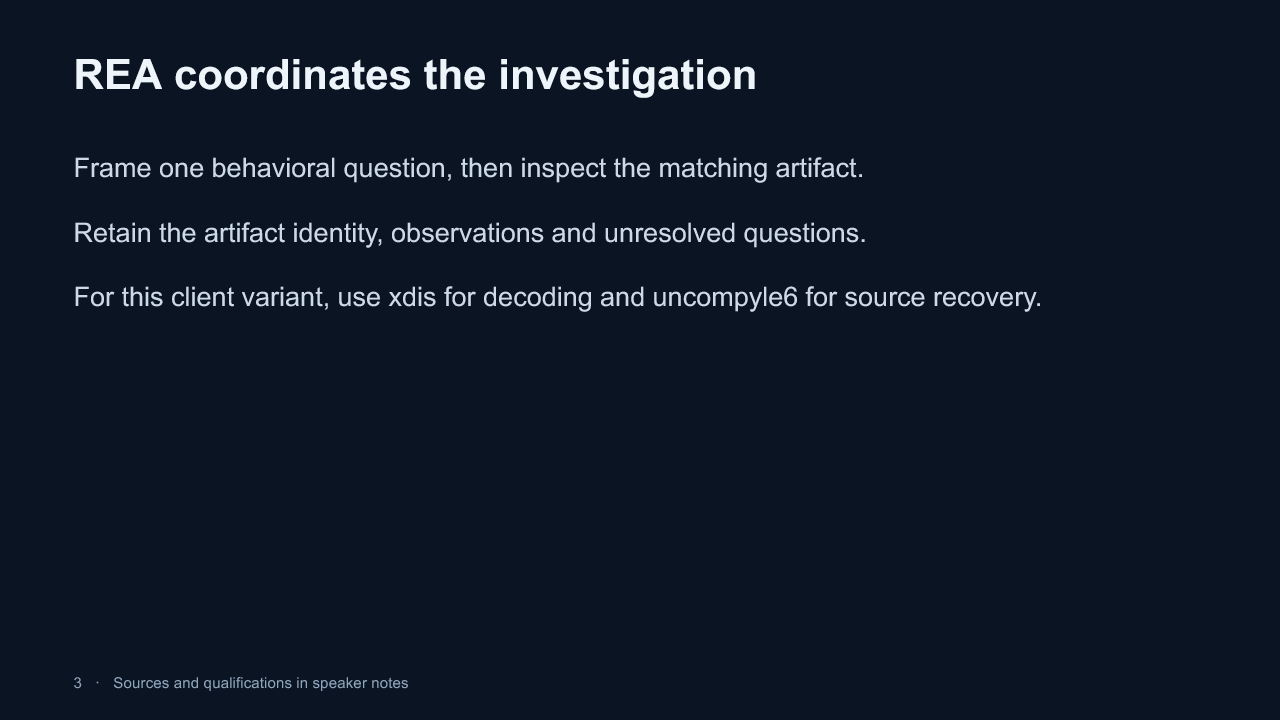 REA coordinates the investigation
Frame one behavioral question, then inspect the matching artifact.
Retain the artifact identity, observations and unresolved questions.
For this client variant, use xdis for decoding and uncompyle6 for source recovery.
3 · Sources and qualifications in speaker notes